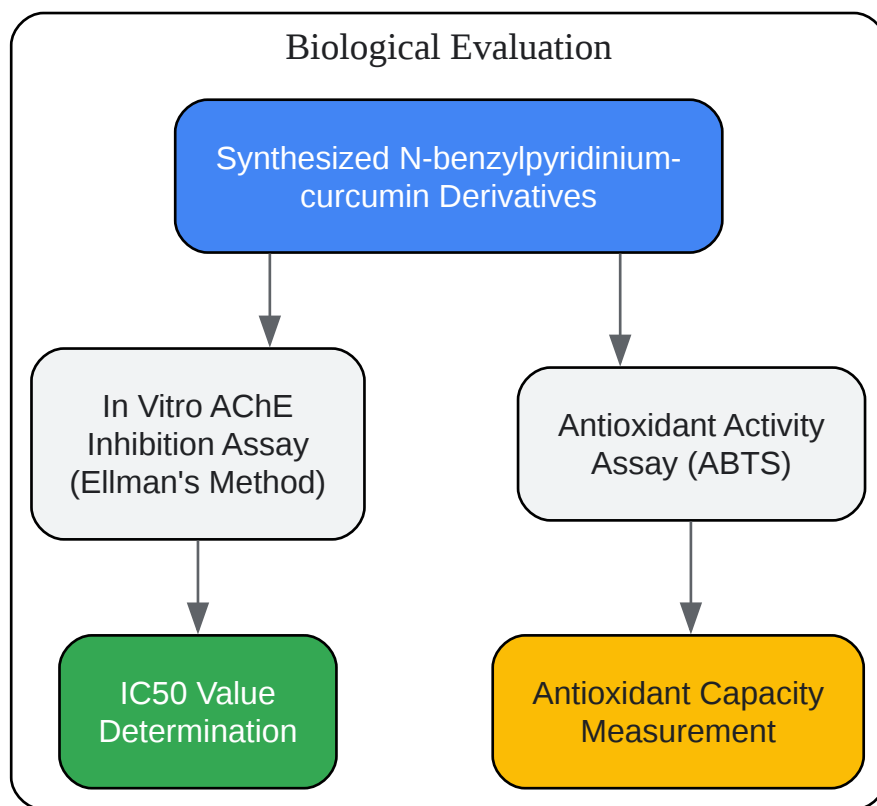 Biological Evaluation
Synthesized N-benzylpyridinium-
curcumin Derivatives
In Vitro AChE
Inhibition Assay
(Ellman's Method)
Antioxidant Activity
Assay (ABTS)
IC50 Value
Determination
Antioxidant Capacity
Measurement